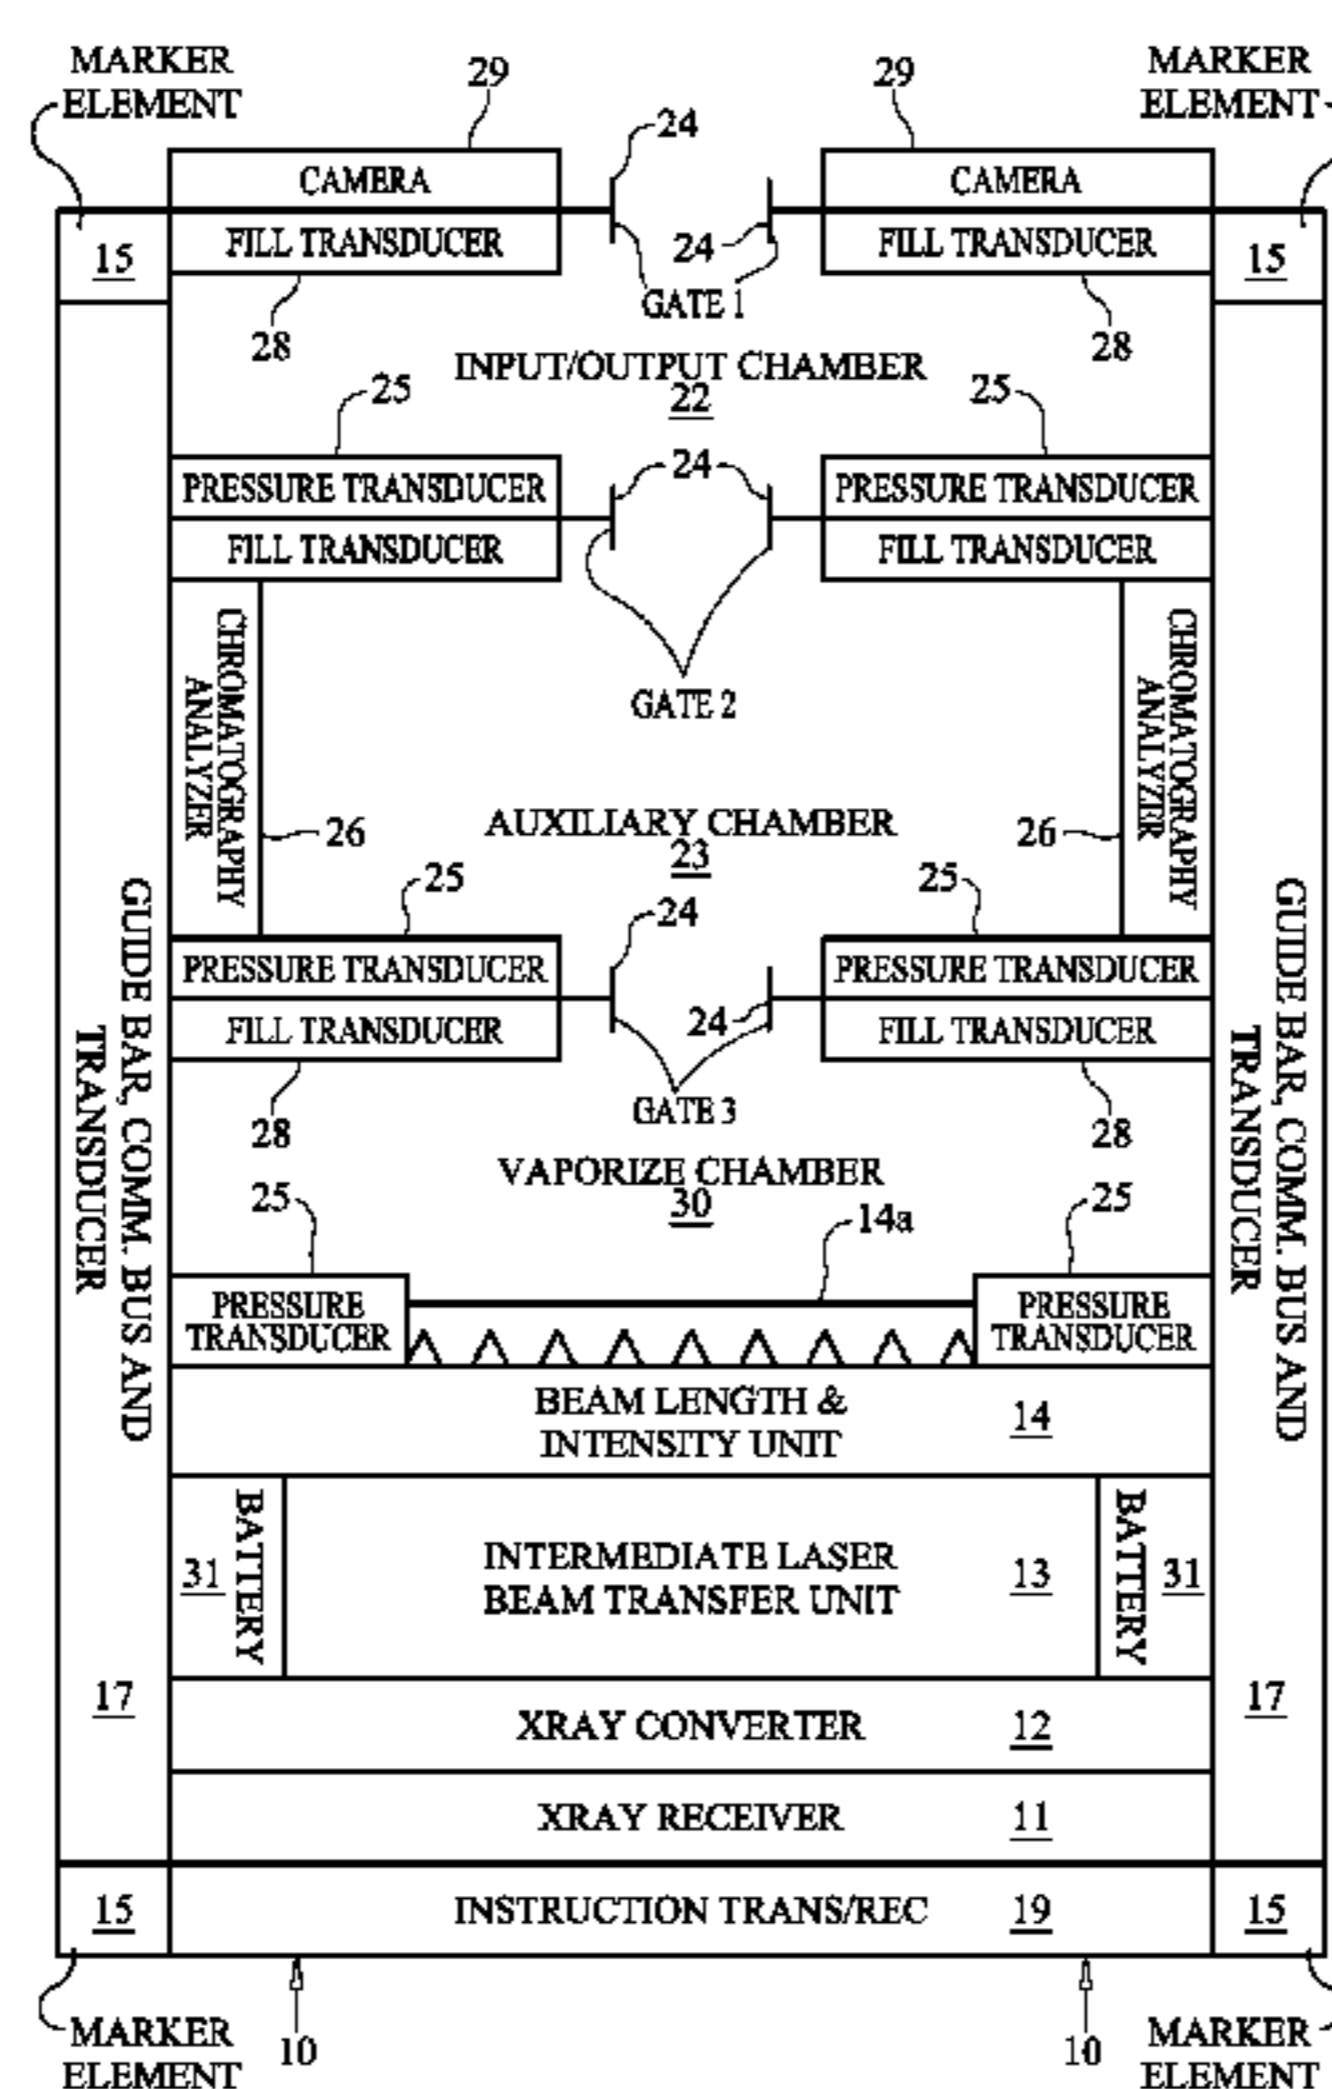 MARKER
ELEMENT
29
29
MARKER
ELEMENT
24
CAMERA
CAMERA
15
FILL TRANSDUCER
24
FILL TRANSDUCER
15
GATE 1
28
28
INPUT/OUTPUT CHAMBER
22
25
25
24
PRESSURE TRANSDUCER
PRESSURE TRANSDUCER
FILL TRANSDUCER
FILL TRANSDUCER
CHROMATOGRAPHY
ANALYZER
CHROMATOGRAPHY
ANALYZER
GATE 2
26
AUXILIARY CHAMBER
23
26
25
24
25
PRESSURE TRANSDUCER
PRESSURE TRANSDUCER
24
FILL TRANSDUCER
FILL TRANSDUCER
GATE 3
28
28
GUIDE BAR, COMM. BUS AND
TRANSDUCER
GUIDE BAR, COMM. BUS AND
TRANSDUCER
VAPORIZE CHAMBER
30
25
14a
25
PRESSURE
TRANSDUCER
PRESSURE
TRANSDUCER
BEAM LENGTH &
INTENSITY UNIT
14
31
BATTERY
INTERMEDIATE LASER
BEAM TRANSFER UNIT
13
BATTERY
31
17
XRAY CONVERTER
12
17
XRAY RECEIVER
11
15
INSTRUCTION TRANS/REC
19
15
MARKER
ELEMENT
10
10
MARKER
ELEMENT